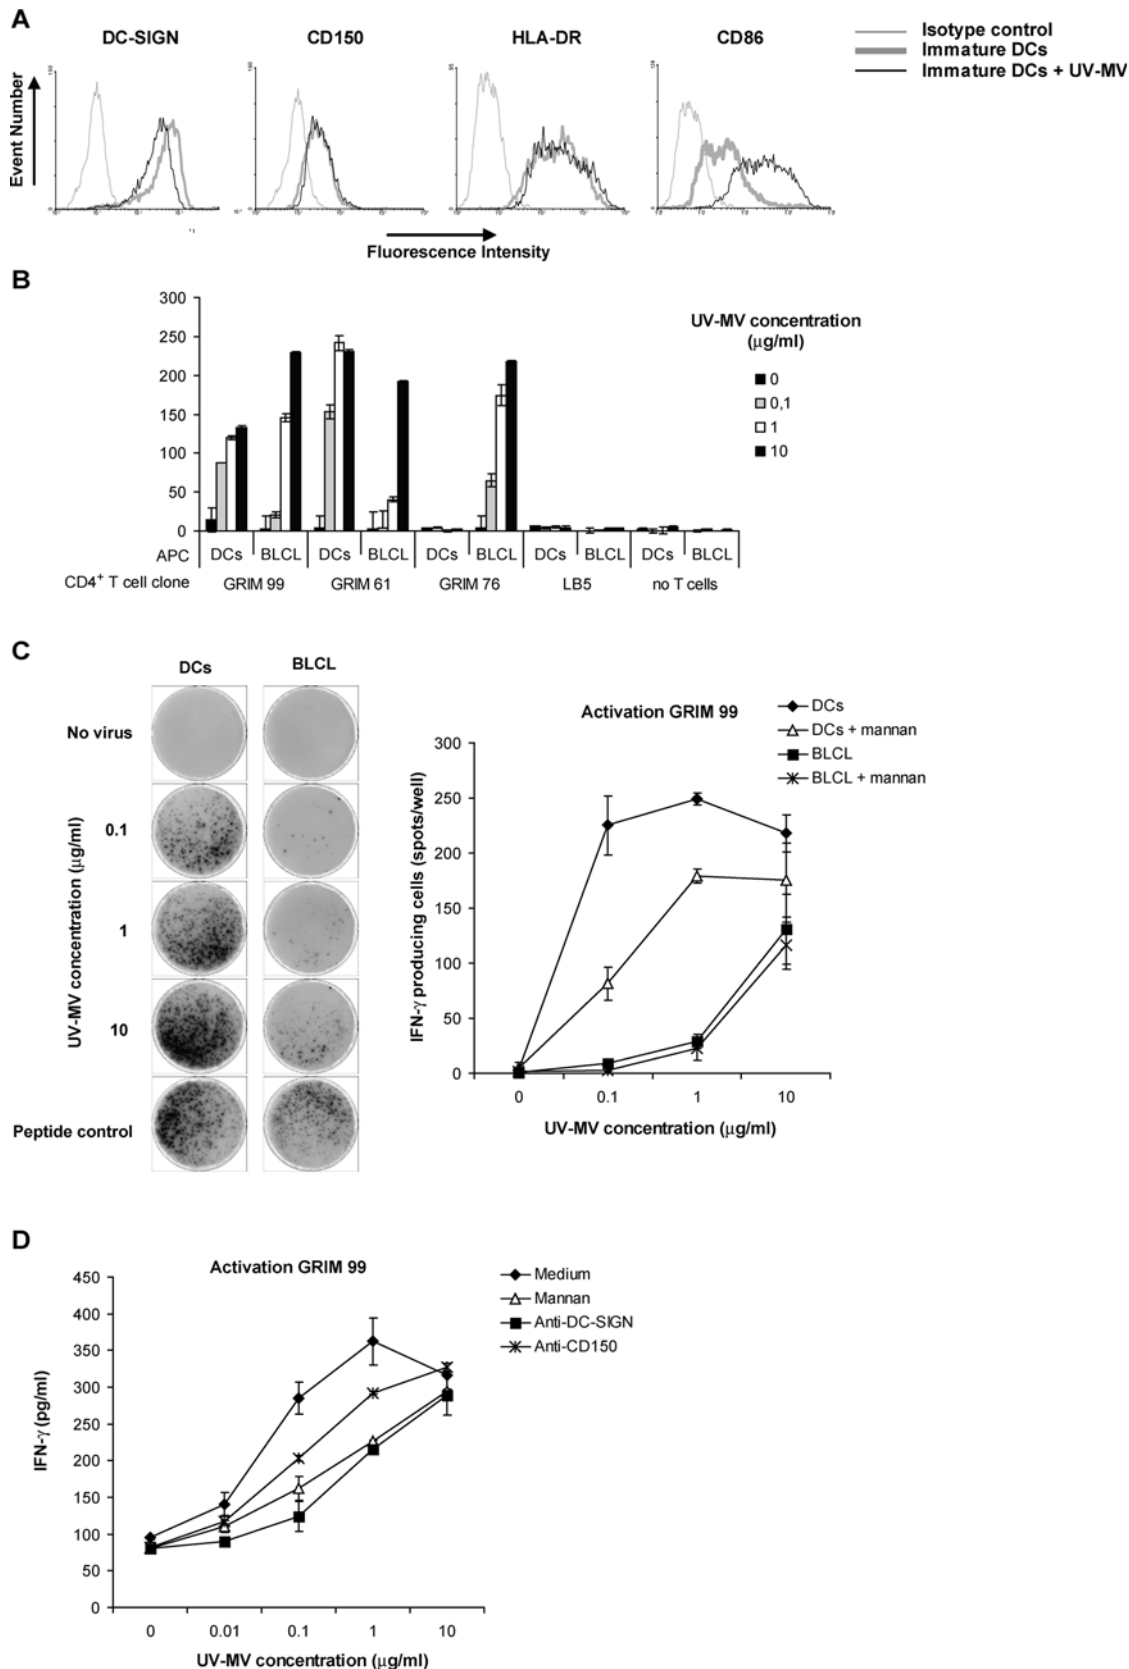 A
DC-SIGN
CD150
HLA-DR
CD86
Isotype control
Immature DCs
Immature DCs + UV-MV
Event Number
Fluorescence Intensity
B
300
250
200
150
100
50
0
UV-MV concentration
(µg/ml)
0
0,1
1
10
APC DCs BLCL DCs BLCL DCs BLCL DCs BLCL DCs BLCL
CD4+ T cell clone GRIM 99 GRIM 61 GRIM 76 LB5 no T cells
C
DCs BLCL
No virus
0.1
1
10
Peptide control
UV-MV concentration (µg/ml)
Activation GRIM 99
DCs
DCs + mannan
BLCL
BLCL + mannan
IFN-γ producing cells (spots/well)
300
250
200
150
100
50
0
0 0.1 1 10
UV-MV concentration (µg/ml)
D
Activation GRIM 99
Medium
Mannan
Anti-DC-SIGN
Anti-CD150
IFN-γ (pg/ml)
450
400
350
300
250
200
150
100
50
0
0 0.01 0.1 1 10
UV-MV concentration (µg/ml)